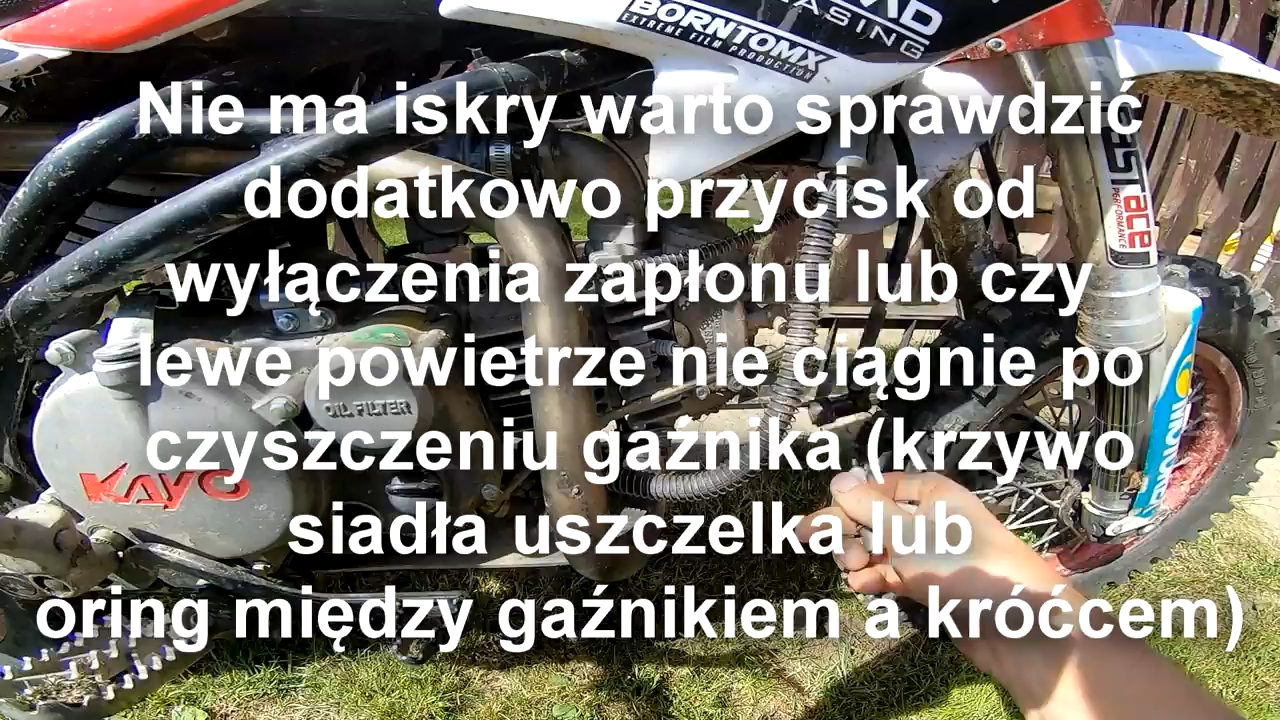 BORNTOMX
EXTREME FILM PRODUCTION
Nie ma iskry warto sprawdzić
dodatkowo przycisk od
wyłączenia zapłonu lub czy
lewe powietrze nie ciągnie po
czyszczeniu gaźnika (krzywo
siadła uszczelka lub
oring między gaźnikiem a króćcem)
OIL FILTER
KAYO
PERFORMANCE